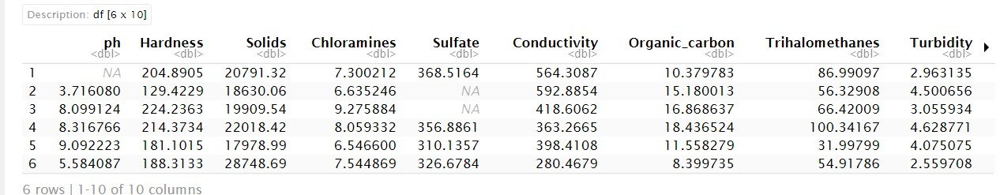 Description: df [6 x 10]
ph Hardness Solids Chloramines Sulfate Conductivity Organic_carbon Trihalomethanes Turbidity
<dbl> <dbl> <dbl> <dbl> <dbl> <dbl> <dbl> <dbl> <dbl>
1 NA 204.8905 20791.32 7.300212 368.5164 564.3087 10.379783 86.99097 2.963135
2 3.716080 129.4229 18630.06 6.635246 NA 592.8854 15.180013 56.32908 4.500656
3 8.099124 224.2363 19909.54 9.275884 NA 418.6062 16.868637 66.42009 3.055934
4 8.316766 214.3734 22018.42 8.059332 356.8861 363.2665 18.436524 100.34167 4.628771
5 9.092223 181.1015 17978.99 6.546600 310.1357 398.4108 11.558279 31.99799 4.075075
6 5.584087 188.3133 28748.69 7.544869 326.6784 280.4679 8.399735 54.91786 2.559708
6 rows | 1-10 of 10 columns